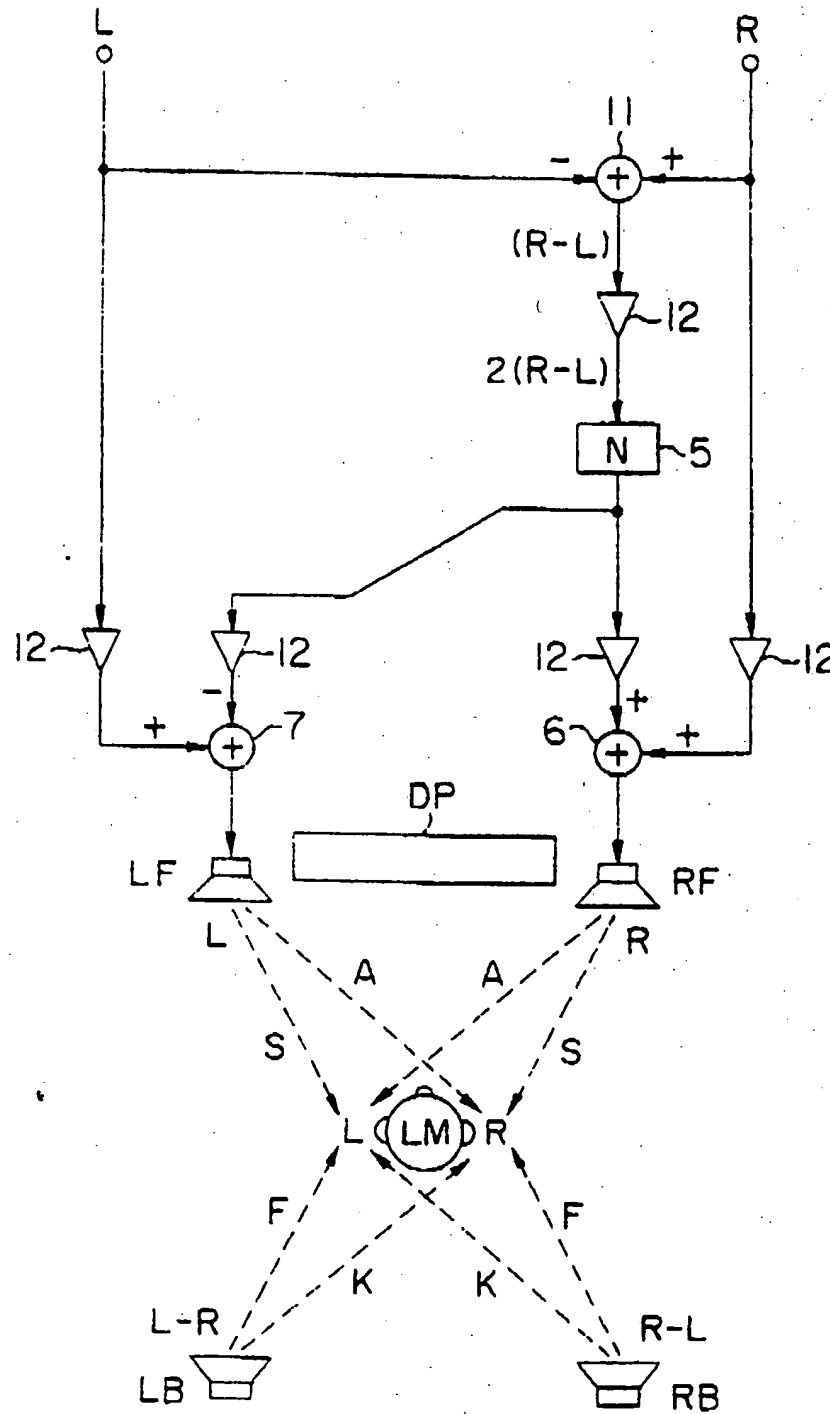 L R
11
- + +
(R-L)
12
2(R-L)
N 5
12 12 12 12
- +
+ + 7 6 + +
DP
LF RF
L R
A A
S S
L LM R
F F
K K
L-R R-L
LB RB